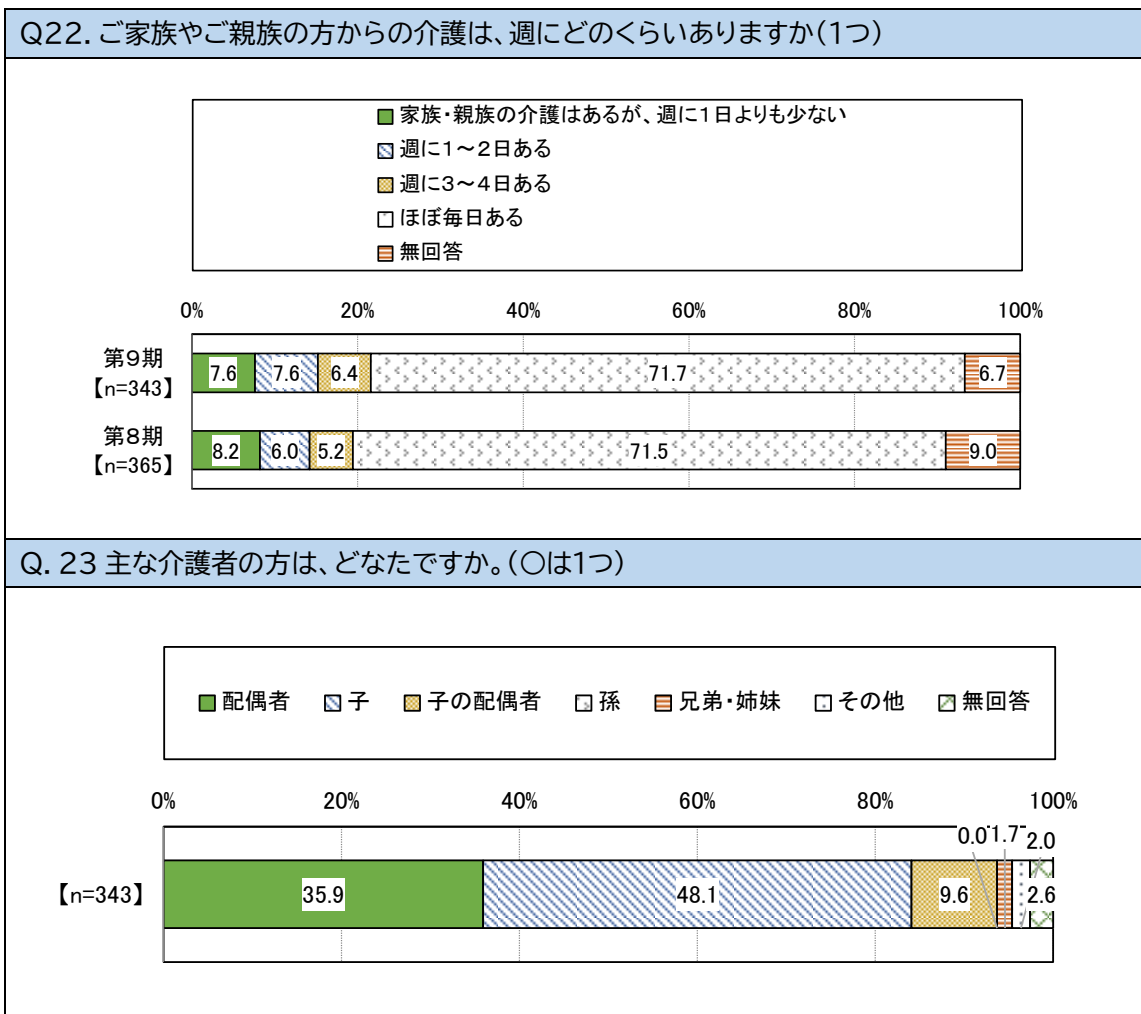 Q22. ご家族やご親族の方からの介護は、週にどのくらいありますか(1つ)
家族・親族の介護はあるが、週に1日よりも少ない
週に1～2日ある
週に3～4日ある
ほぼ毎日ある
無回答
0% 20% 40% 60% 80% 100%
第9期
【n=343】
7.6 7.6 6.4 71.7 6.7
第8期
【n=365】
8.2 6.0 5.2 71.5 9.0
Q. 23 主な介護者の方は、どなたですか。(○は1つ)
配偶者 子 子の配偶者 孫 兄弟・姉妹 その他 無回答
0% 20% 40% 60% 80% 100%
0.0 1.7 2.0
【n=343】 35.9 48.1 9.6 2.6